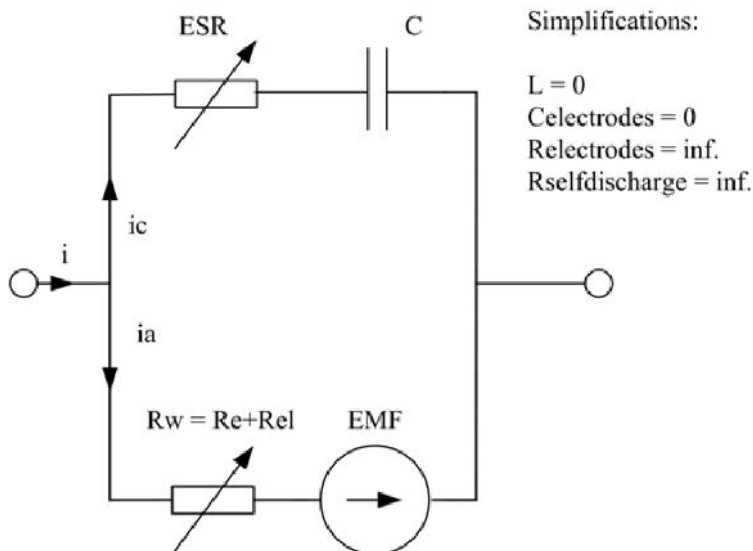 ESR
C
Simplifications:
L = 0
Celectrodes = 0
Relectrodes = inf.
Rselfdischarge = inf.
ic
i
ia
Rw = Re+Rel
EMF